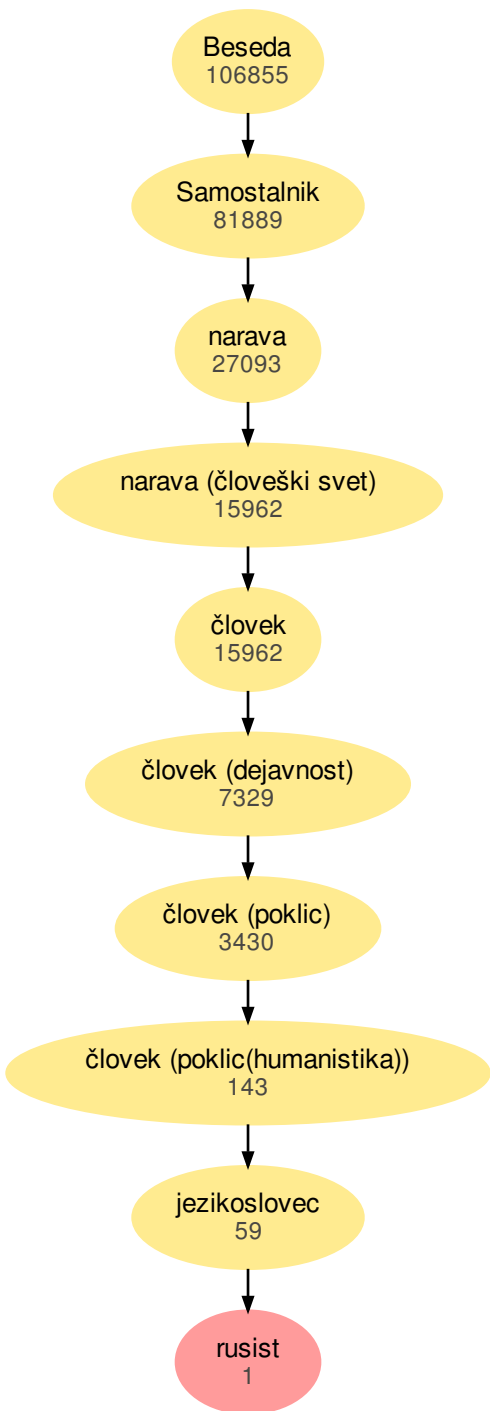 Beseda
106855
Samostalnik
81889
narava
27093
narava (človeški svet)
15962
človek
15962
človek (dejavnost)
7329
človek (poklic)
3430
človek (poklic(humanistika))
143
jezikoslovec
59
rusist
1